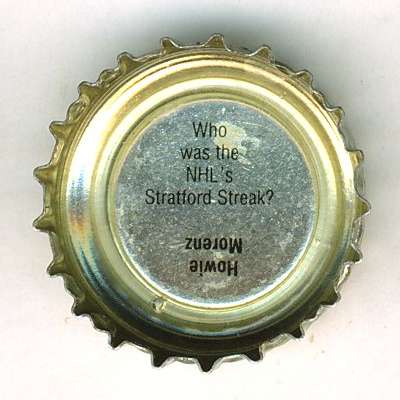 Who
was the
NHL's
Stratford Streak?
Howie
Morenz